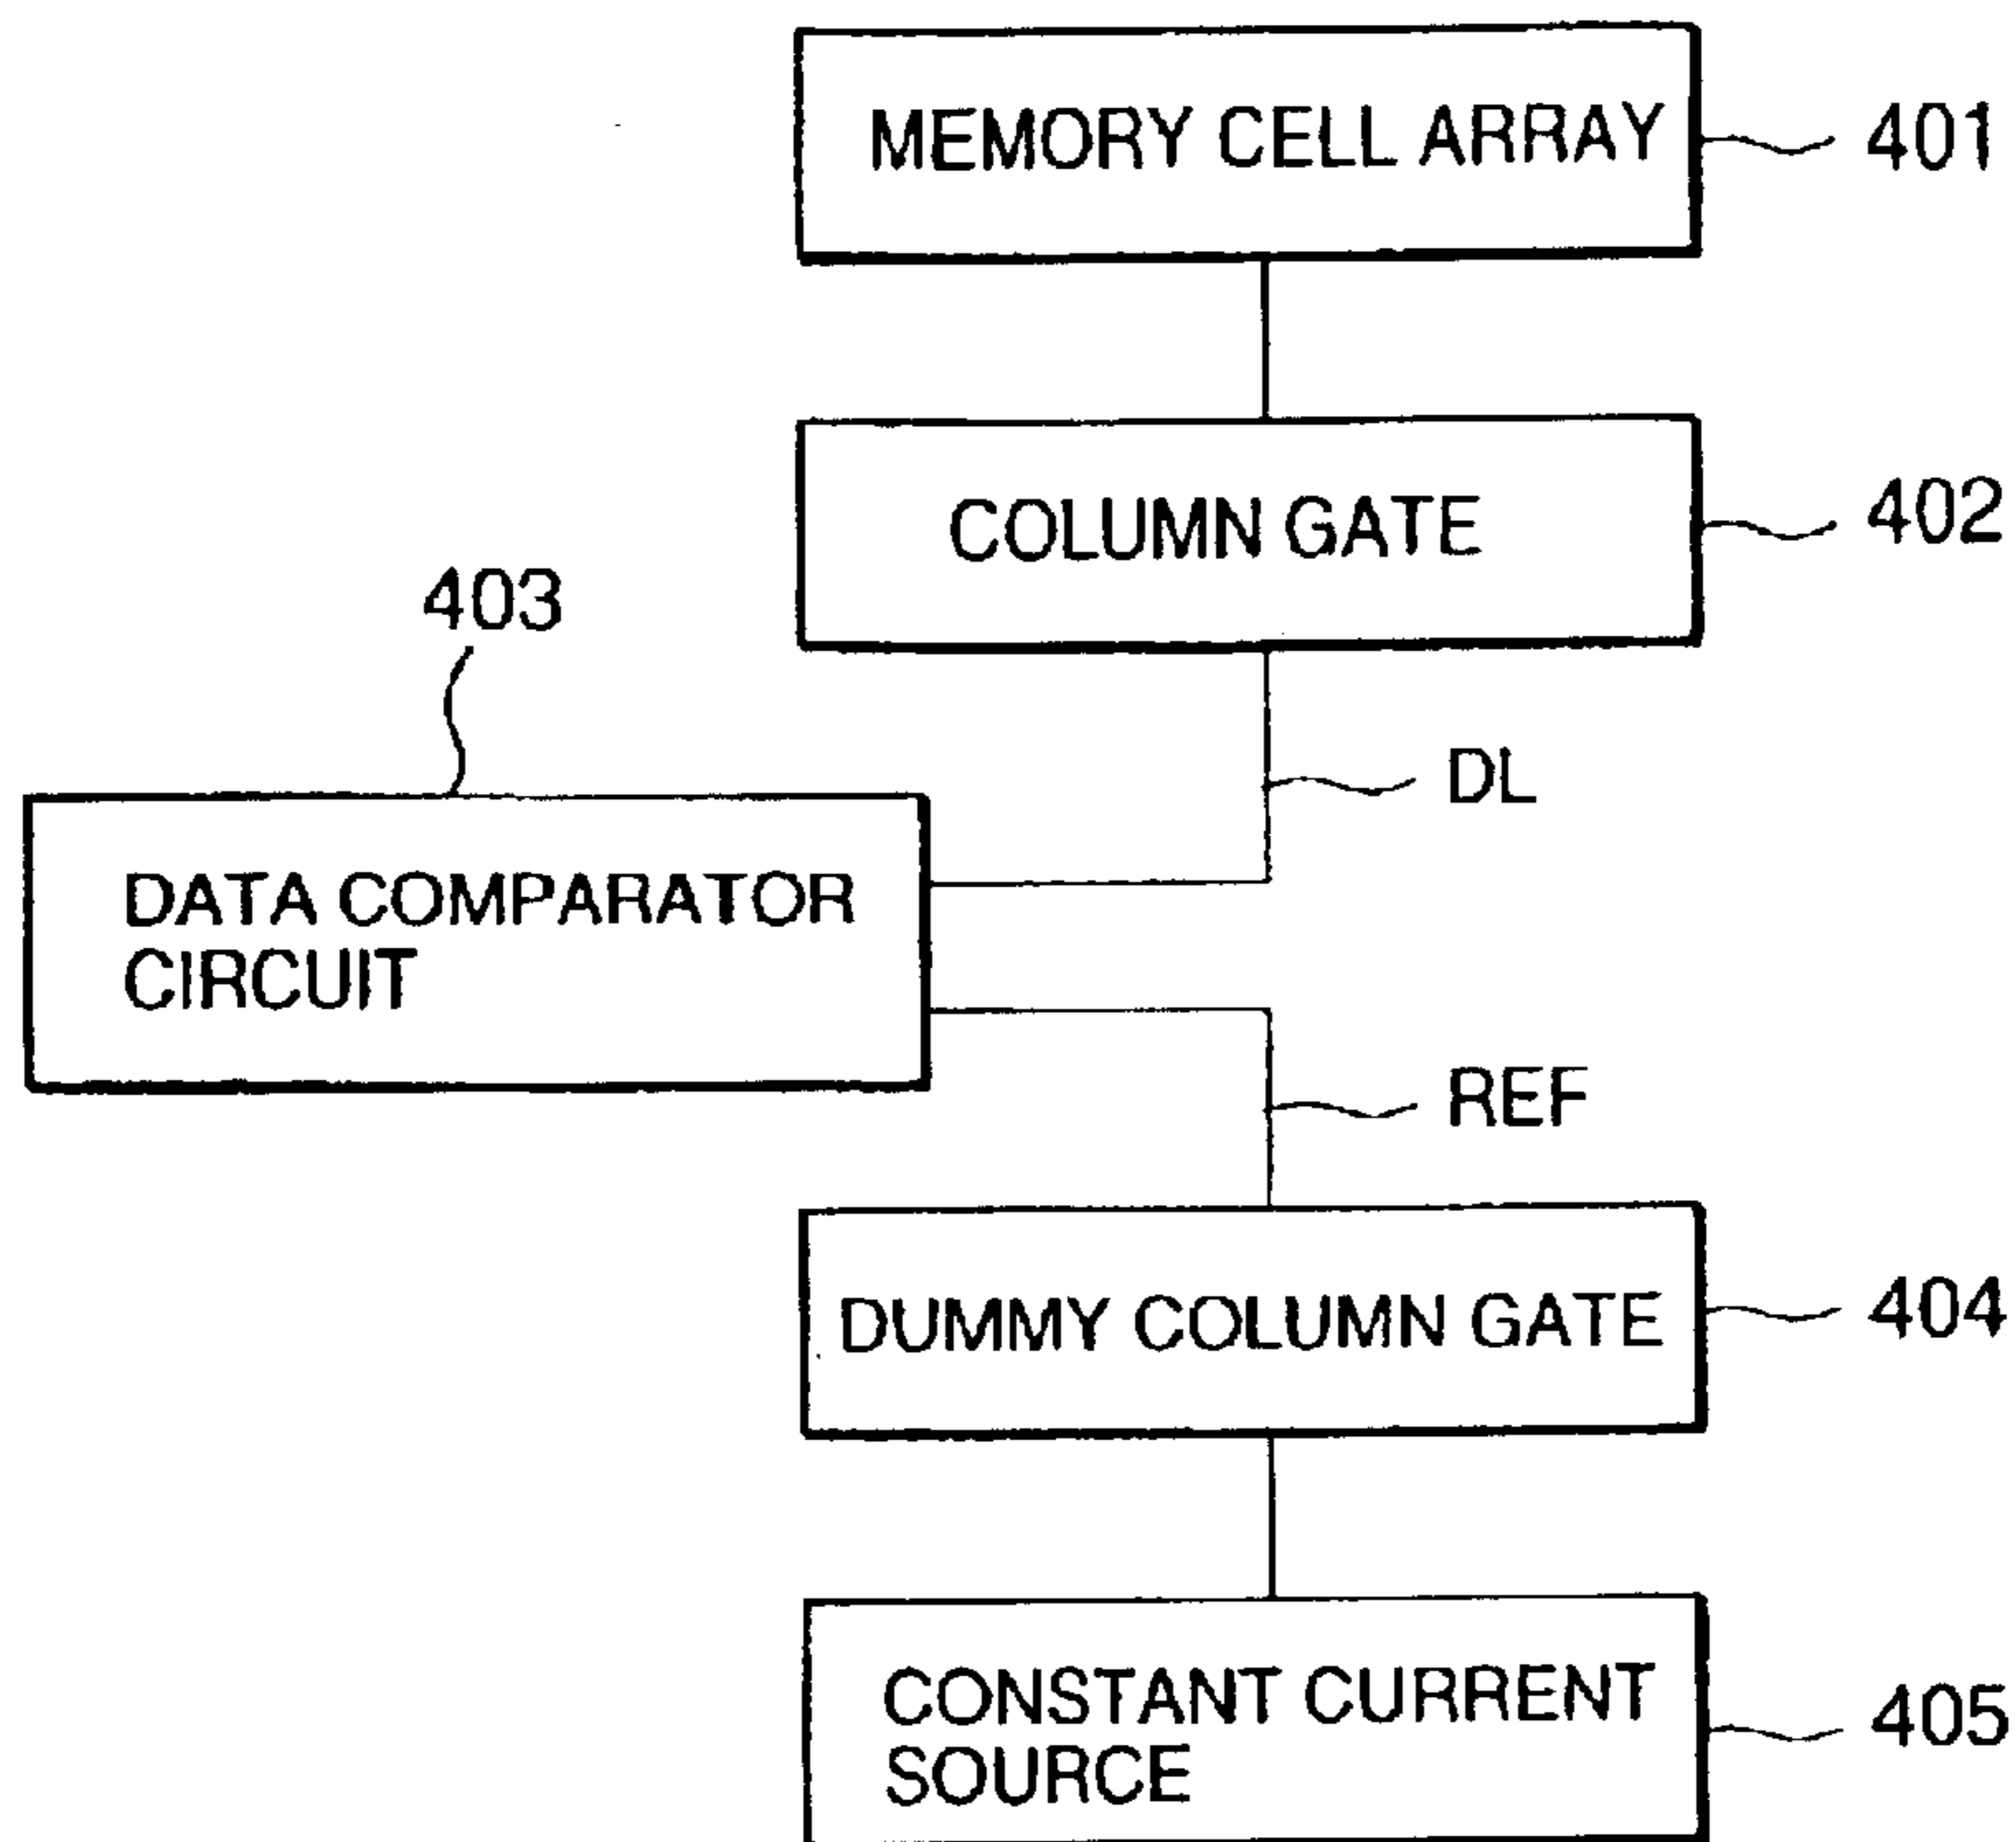 MEMORY CELL ARRAY
401
COLUMN GATE
402
403
DL
DATA COMPARATOR
CIRCUIT
REF
DUMMY COLUMN GATE
404
CONSTANT CURRENT
SOURCE
405